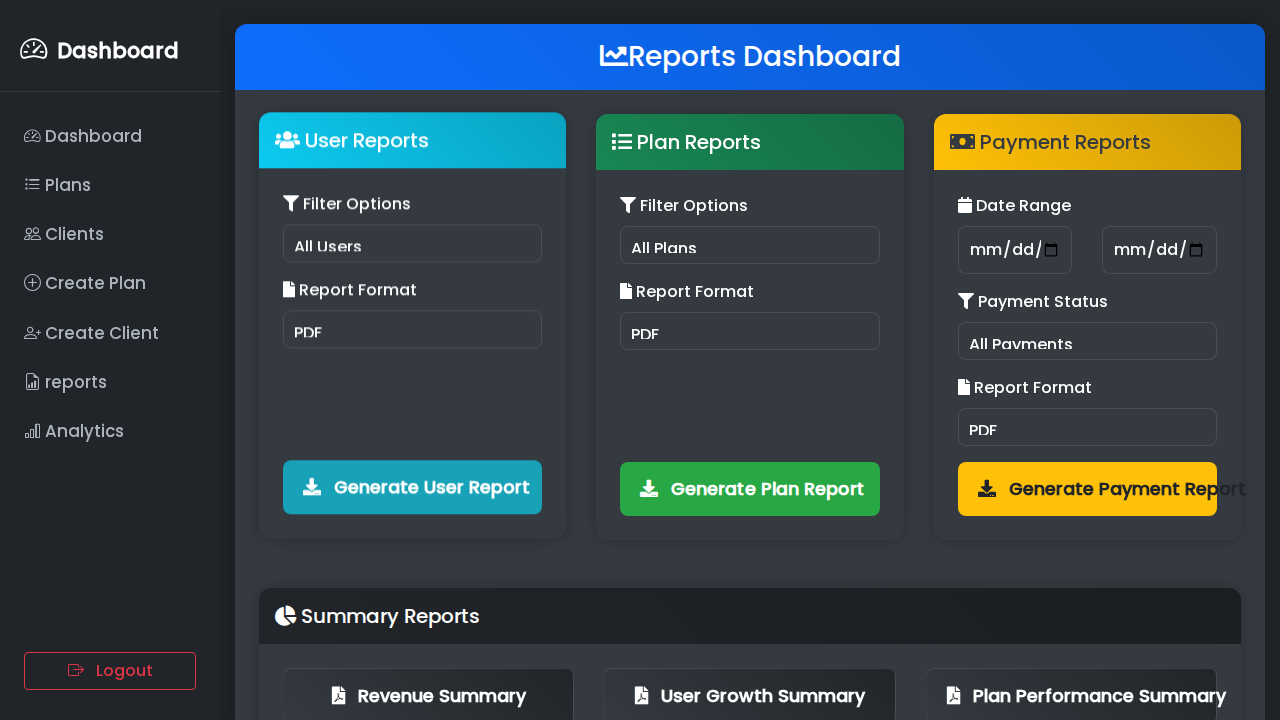 Dashboard
Dashboard
Plans
Clients
Create Plan
Create Client
reports
Analytics
Logout
Reports Dashboard
User Reports
Filter Options
All Users
Report Format
PDF
Generate User Report
Plan Reports
Filter Options
All Plans
Report Format
PDF
Generate Plan Report
Payment Reports
Date Range
mm/dd/ mm/dd/
Payment Status
All Payments
Report Format
PDF
Generate Payment Report
Summary Reports
Revenue Summary
User Growth Summary
Plan Performance Summary